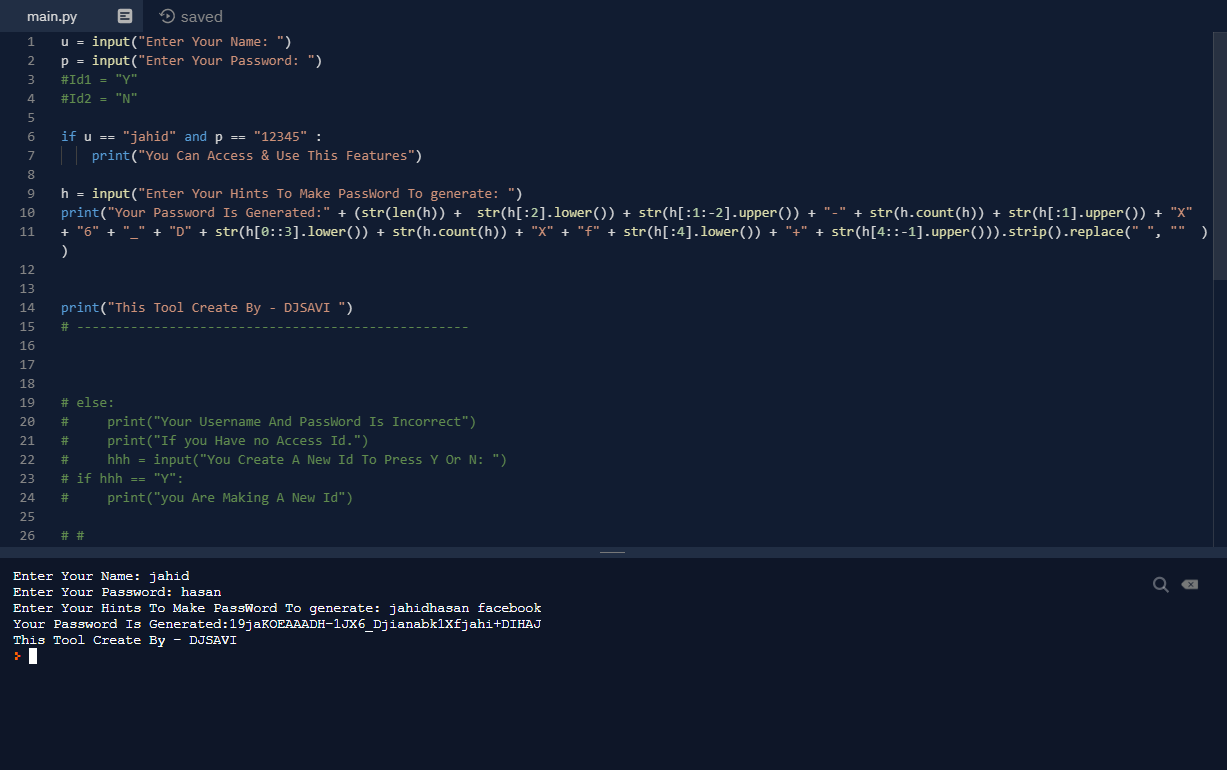 main.py saved
1 u = input("Enter Your Name: ")
2 p = input("Enter Your Password: ")
3 #Id1 = "Y"
4 #Id2 = "N"
5
6 if u == "jahid" and p == "12345" :
7 print("You Can Access & Use This Features")
8
9 h = input("Enter Your Hints To Make PassWord To generate: ")
10 print("Your Password Is Generated:" + (str(len(h)) +  str(h[:2].lower()) + str(h[:1:-2].upper()) + "-" + str(h.count(h)) + str(h[:1].upper()) + "X"
11 + "6" + "_" + "D" + str(h[0::3].lower()) + str(h.count(h)) + "X" + "f" + str(h[:4].lower()) + "+" + str(h[4::-1].upper())).strip().replace(" ", ""  )
)
12
13
14 print("This Tool Create By - DJSAVI ")
15 # ---------------------------------------------------
16
17
18
19 # else:
20 #     print("Your Username And PassWord Is Incorrect")
21 #     print("If you Have no Access Id.")
22 #     hhh = input("You Create A New Id To Press Y Or N: ")
23 # if hhh == "Y":
24 #     print("you Are Making A New Id")
25
26 # #
Enter Your Name: jahid
Enter Your Password: hasan
Enter Your Hints To Make PassWord To generate: jahidhasan facebook
Your Password Is Generated:19jaKOEAAADH-1JX6_Djianabk1Xfjahi+DIHAJ
This Tool Create By - DJSAVI
>